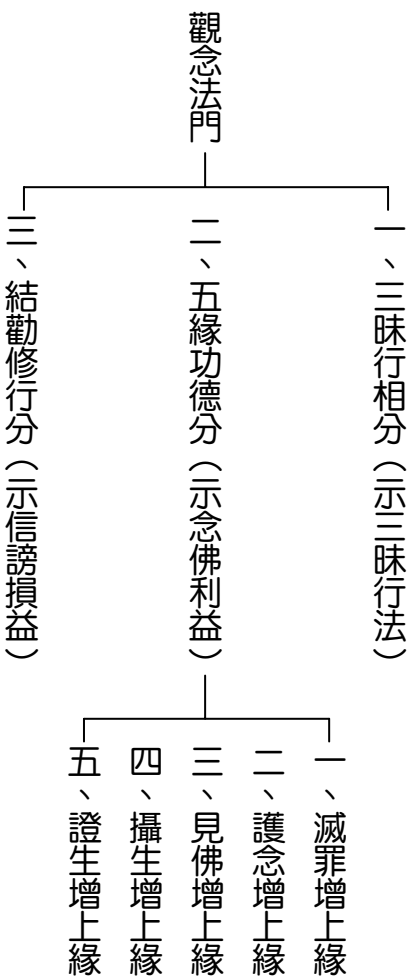 觀念法門
一、三昧行相分（示三昧行法）
二、五緣功德分（示念佛利益）
一、滅罪增上緣
二、護念增上緣
三、見佛增上緣
四、攝生增上緣
五、證生增上緣
三、結勸修行分（示信謗損益）